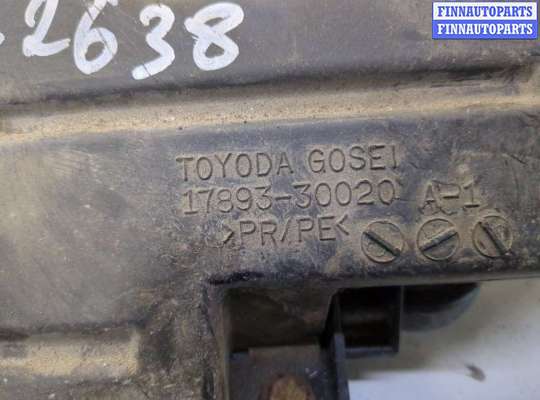 2638
FINNAUTOPARTS
FINNAUTOPARTS
TOYODA GOSEI
17893-30020 A-1
>PR/PE<